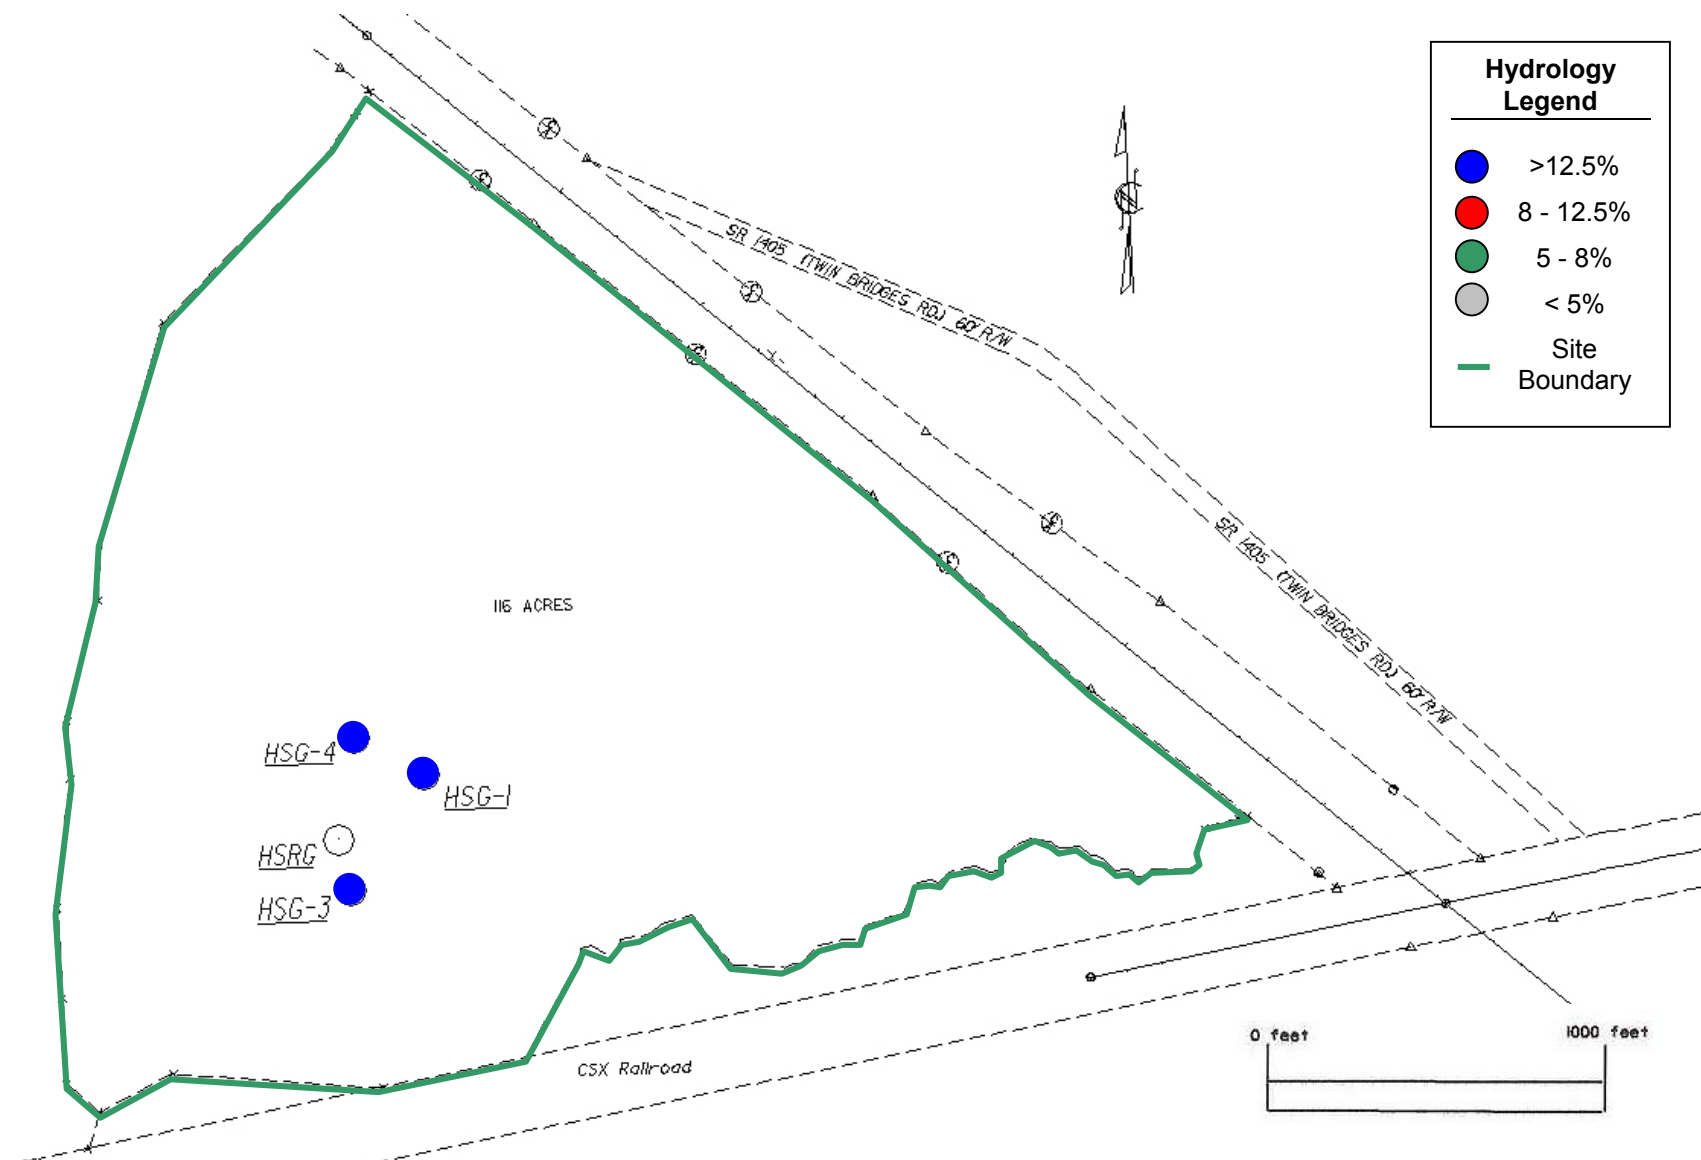 Hydrology
Legend
>12.5%
8 - 12.5%
5 - 8%
< 5%
Site
Boundary
SR 1405 (TWIN BRIDGES RD.) 60' R/W
SR 1405 (TWIN BRIDGES RD.) 60' R/W
116 ACRES
HSG-4
HSG-1
HSRG
HSG-3
CSX Railroad
0 feet
1000 feet